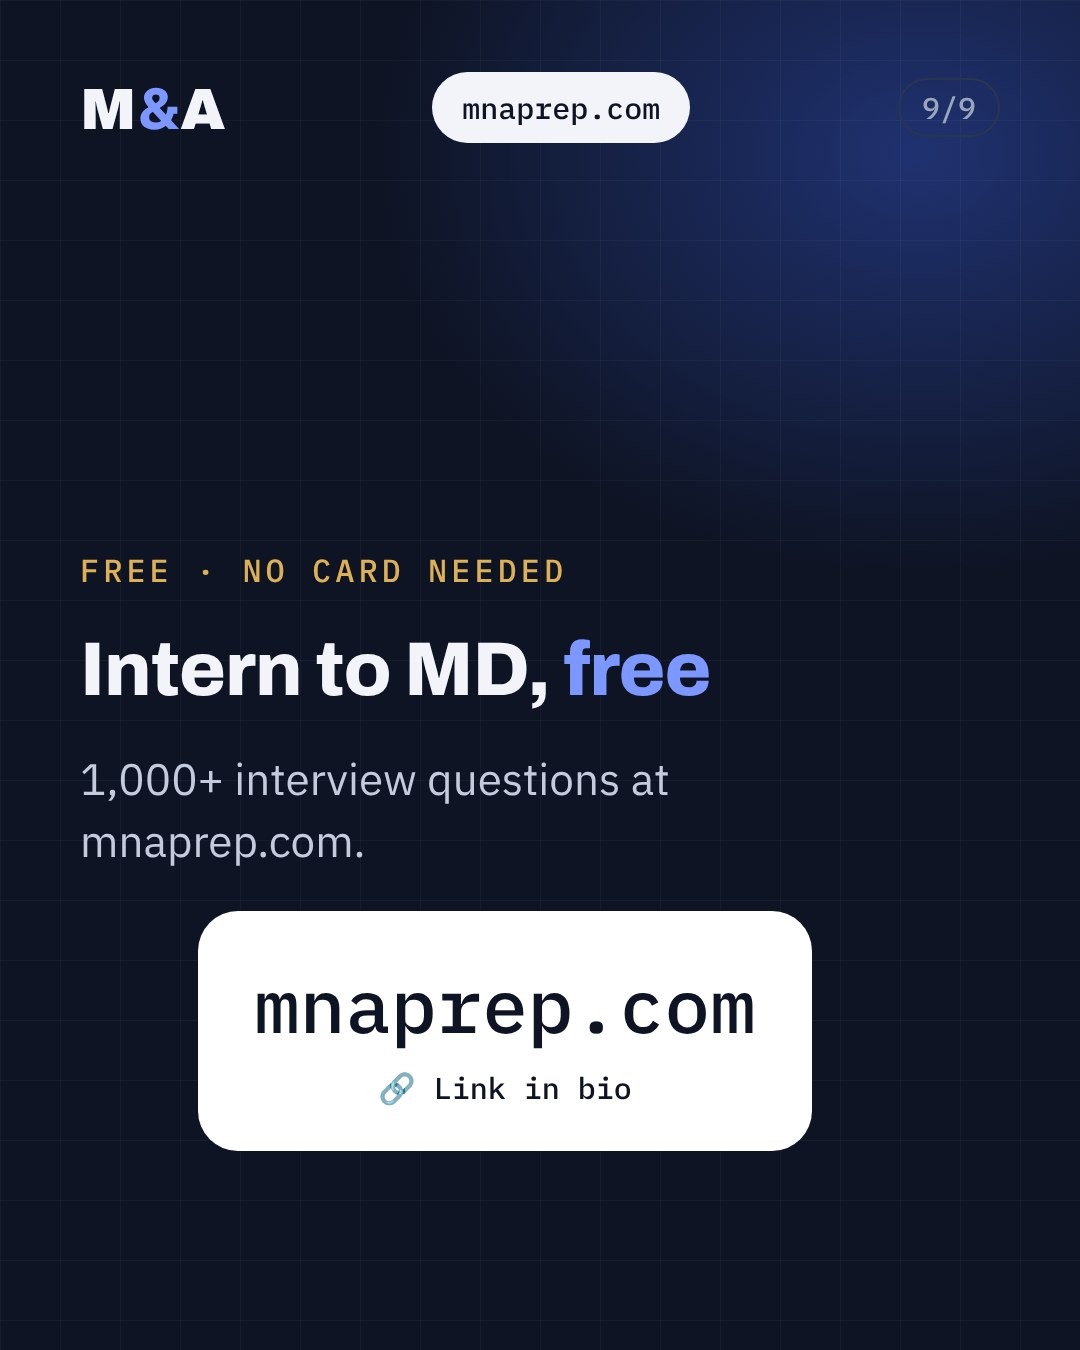 M&A
mnaprep.com
9/9
FREE · NO CARD NEEDED
Intern to MD, free
1,000+ interview questions at
mnaprep.com.
mnaprep.com
🔗 Link in bio